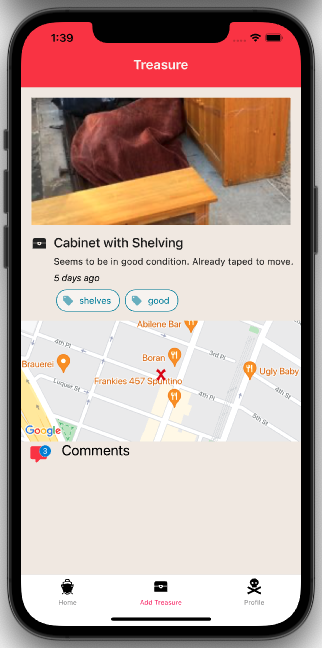 1:39
Treasure
Cabinet with Shelving
Seems to be in good condition. Already taped to move.
5 days ago
shelves
good
Abilene Bar
4th Pl
3rd Pl
Boran
Brauerei
Ugly Baby
Luquer St
Frankies 457 Spuntino
4th Pl
5th St
Google
3
Comments
Home
Add Treasure
Profile